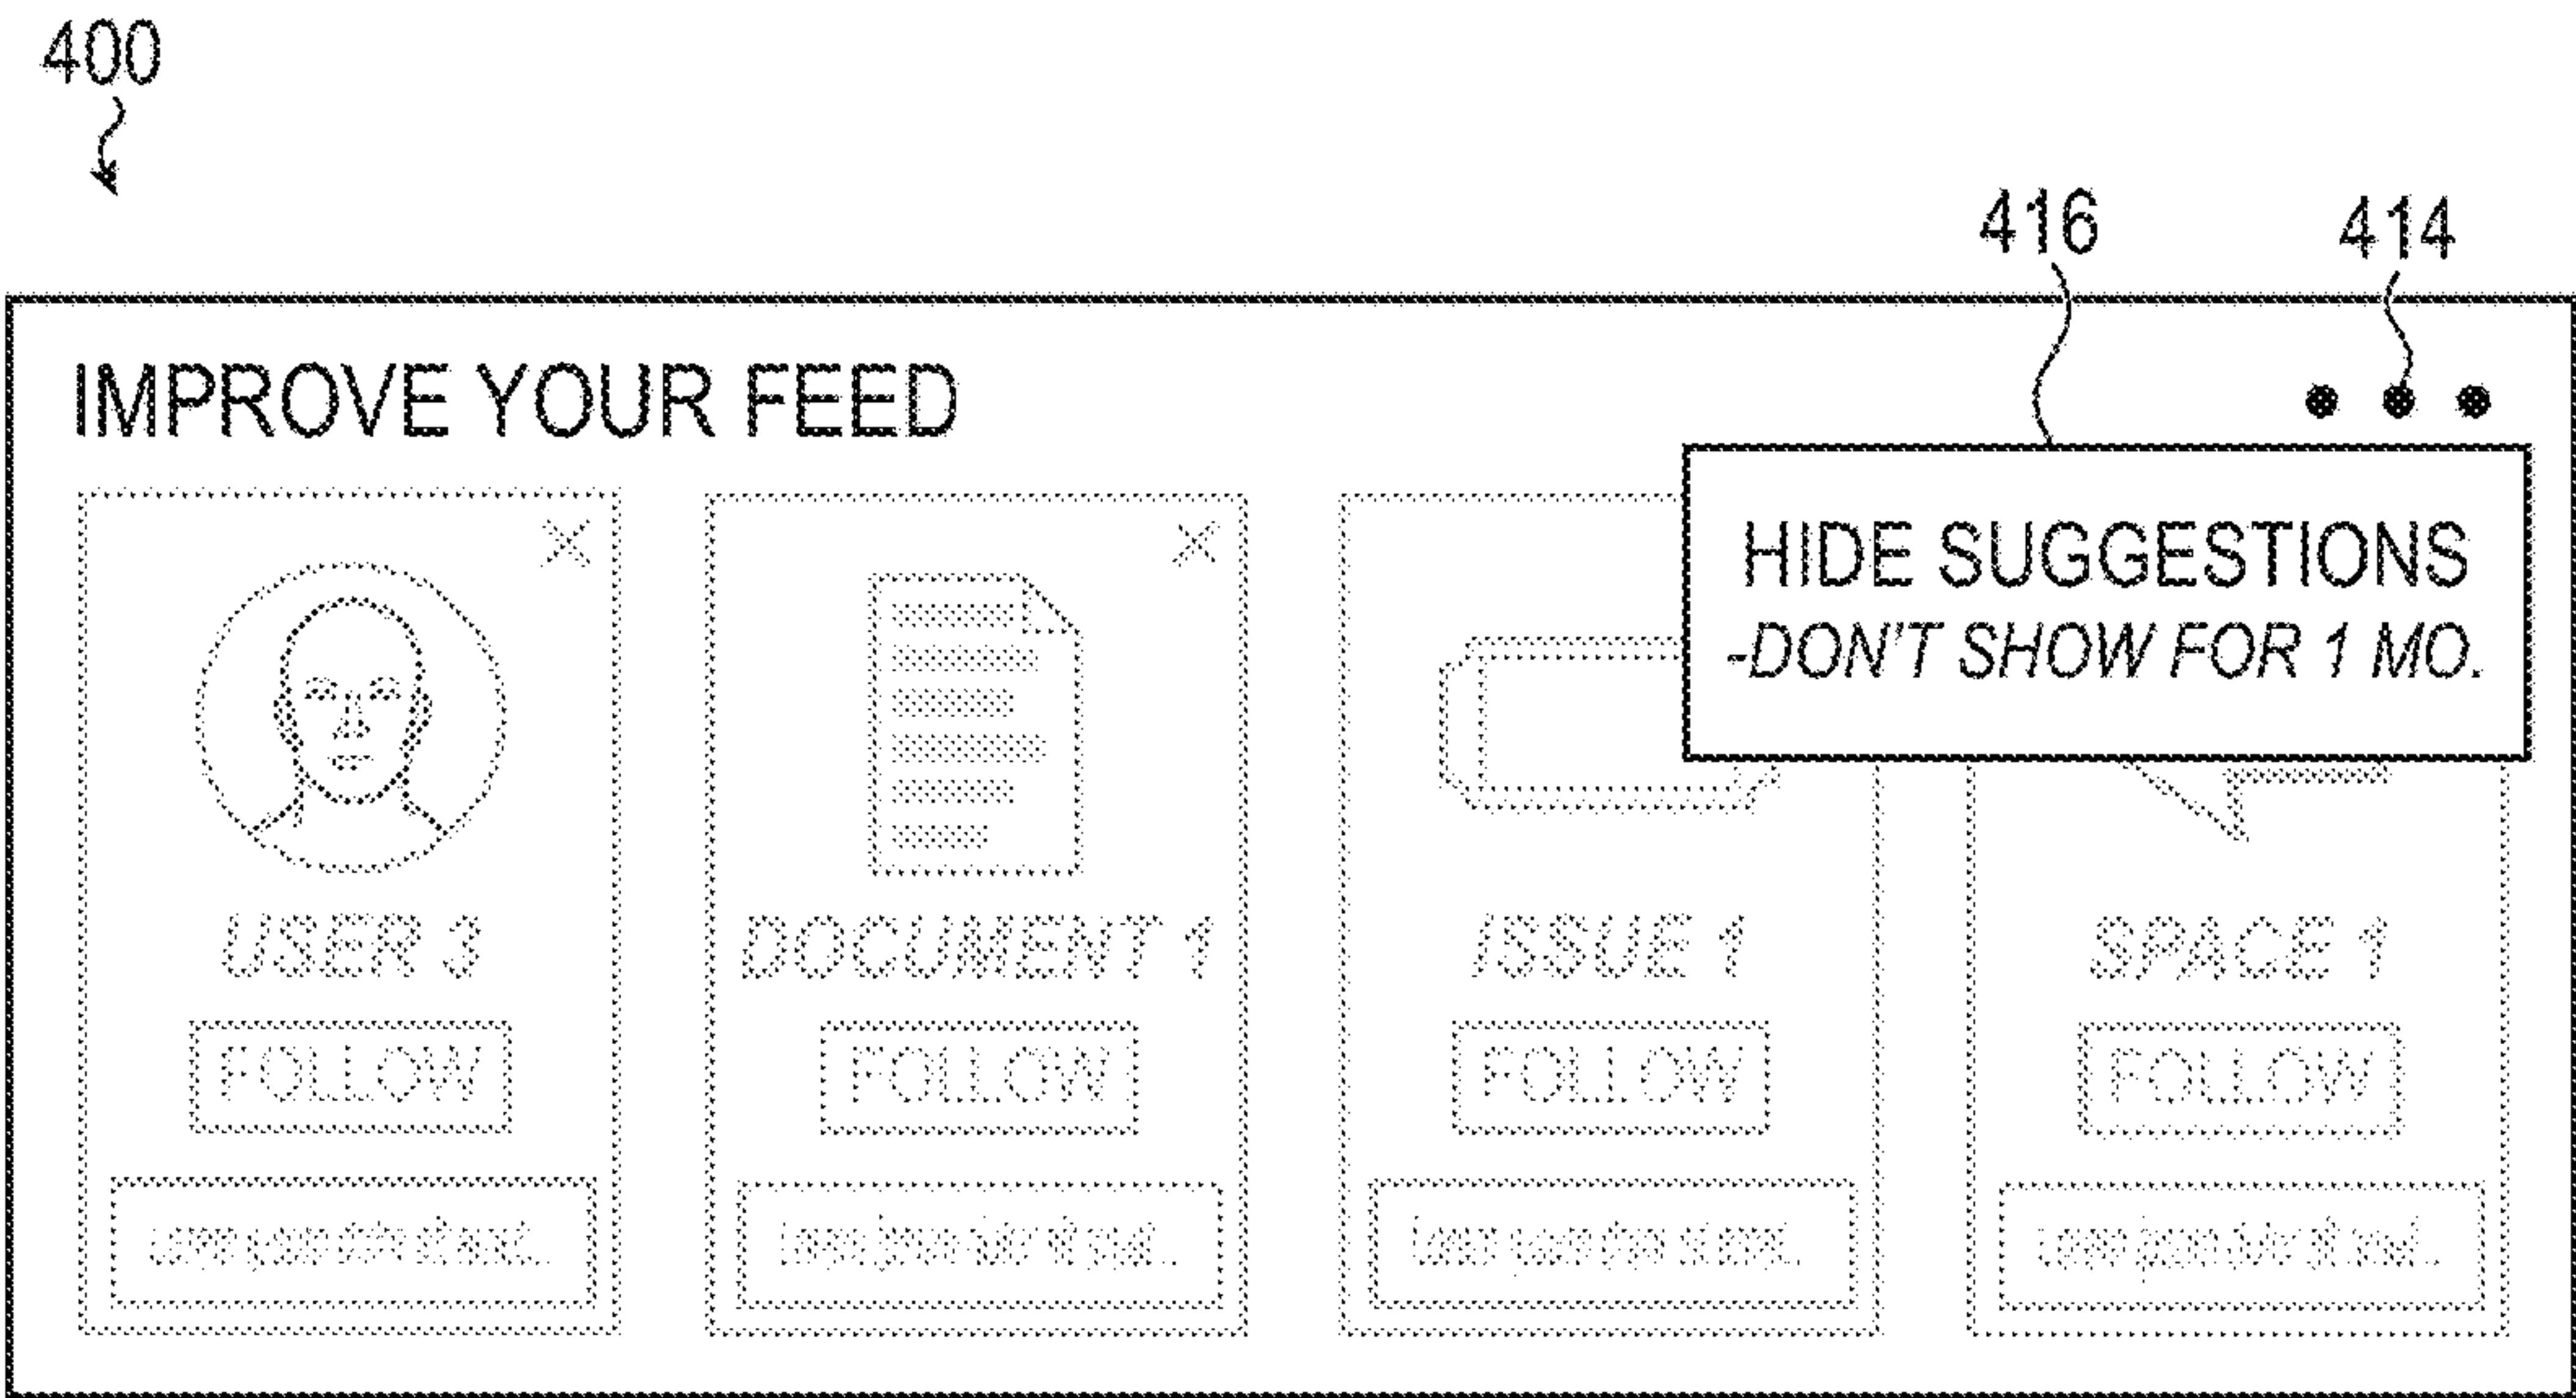 400
416 414
IMPROVE YOUR FEED
HIDE SUGGESTIONS
-DON'T SHOW FOR 1 MO.
USER 3 DOCUMENT 1 ISSUE 1 SPACE 1
FOLLOW FOLLOW FOLLOW FOLLOW